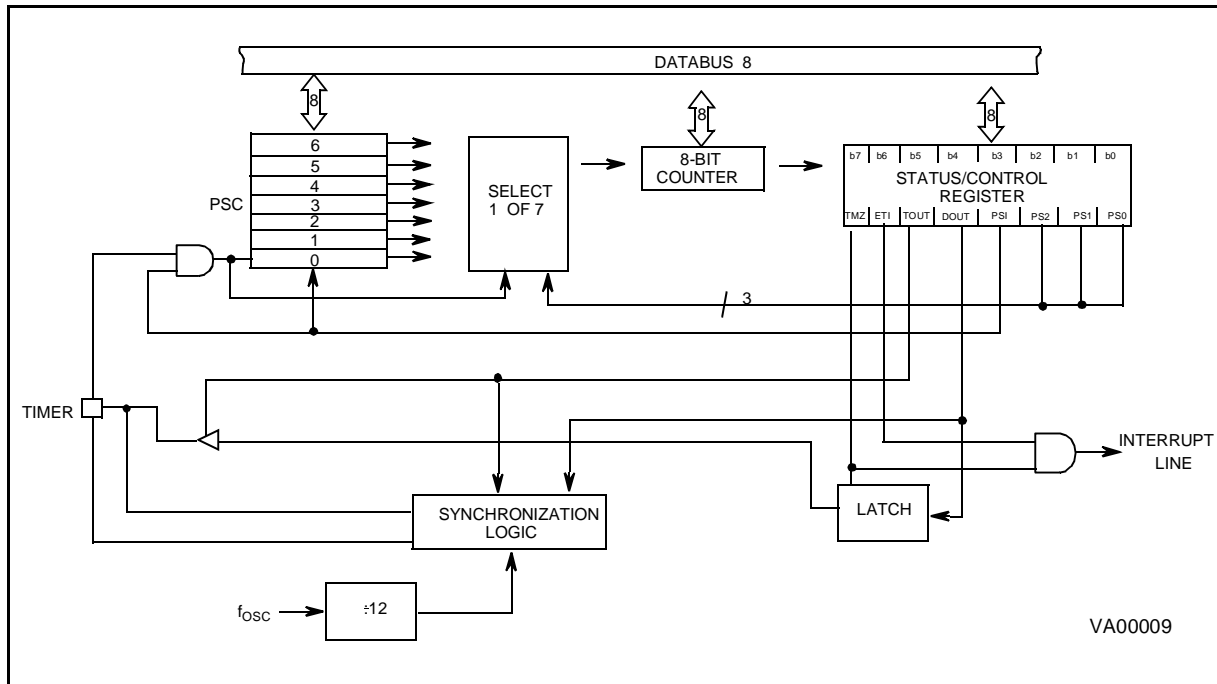 DATABUS 8
8
8
8
6
5
4
3
2
1
0
PSC
SELECT
1 OF 7
8-BIT
COUNTER
b7 b6 b5 b4 b3 b2 b1 b0
STATUS/CONTROL
REGISTER
TMZ ETI TOUT DOUT PSI PS2 PS1 PS0
3
TIMER
INTERRUPT
LINE
SYNCHRONIZATION
LOGIC
LATCH
fOSC
÷12
VA00009